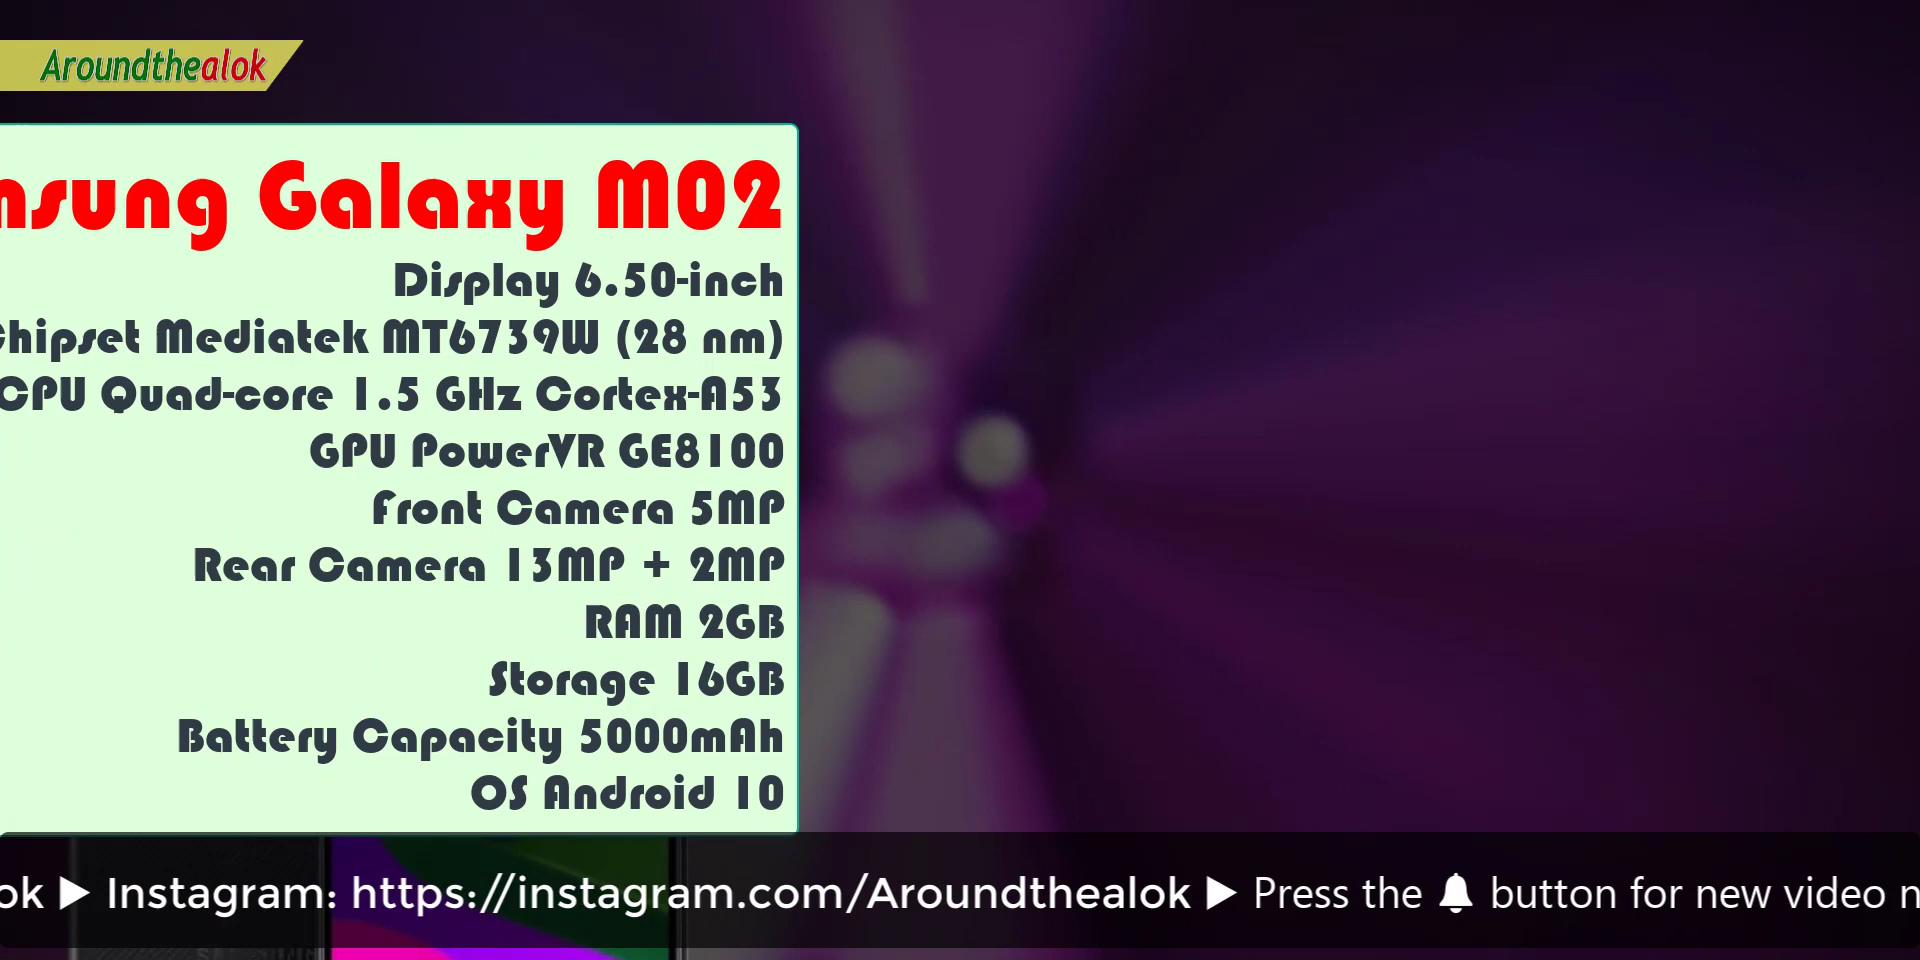 Aroundthealok
Galaxy M02
Display 6.50-inch
Mediatek MT6739W (28 nm)
CPU Quad-core 1.5 GHz Cortex-A53
GPU PowerVR GE8100
Front Camera 5MP
Rear Camera 13MP + 2MP
RAM 2GB
Storage 16GB
Battery Capacity 5000mAh
OS Android 10
ok ▶ Instagram: https://instagram.com/Aroundthealok ▶ Press the 🔔 button for new video